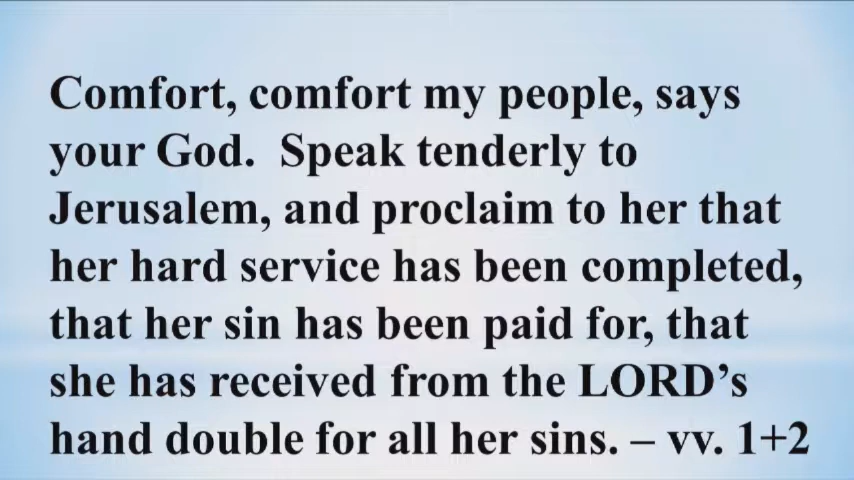 Comfort, comfort my people, says
your God.  Speak tenderly to
Jerusalem, and proclaim to her that
her hard service has been completed,
that her sin has been paid for, that
she has received from the LORD’s
hand double for all her sins. – vv. 1+2